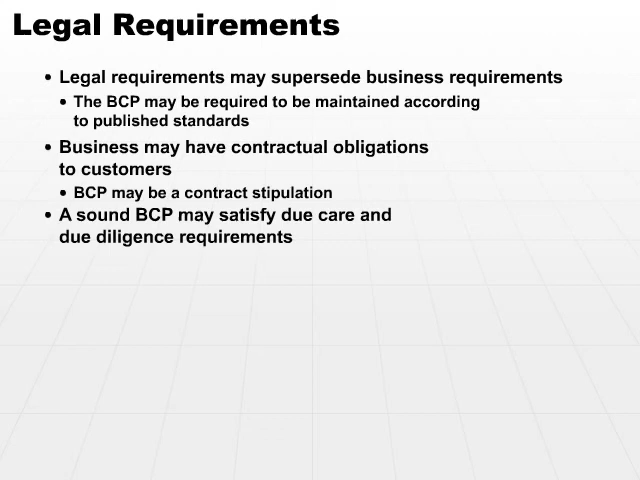 Legal Requirements
• Legal requirements may supersede business requirements
• The BCP may be required to be maintained according
to published standards
• Business may have contractual obligations
to customers
• BCP may be a contract stipulation
• A sound BCP may satisfy due care and
due diligence requirements